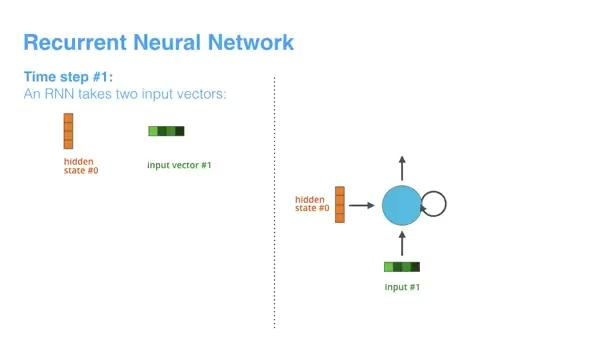 Recurrent Neural Network
Time step #1:
An RNN takes two input vectors:
hidden
state #0
input vector #1
hidden
state #0
input #1